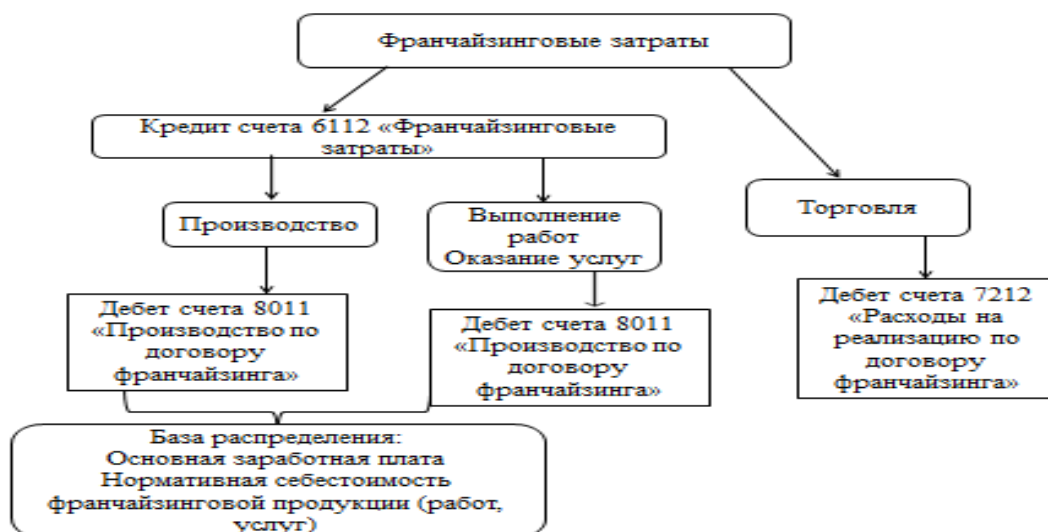 Франчайзинговые затраты
Кредит счета 6112 «Франчайзинговые
затраты»
Производство
Выполнение
работ
Оказание услуг
Торговля
Дебет счета 8011
«Производство по
договору
франчайзинга»
Дебет счета 8011
«Производство по
договору
франчайзинга»
Дебет счета 7212
«Расходы на
реализацию по
договору
франчайзинга»
База распределения:
Основная заработная плата
Нормативная себестоимость
франчайзинговой продукции (работ,
услуг)